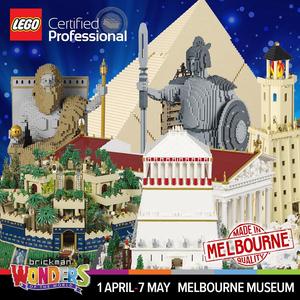 LEGO
Certified
Professional
MADE IN
MELBOURNE
QUALITY
brickman
WONDERS
OF THE WORLD
1 APRIL-7 MAY MELBOURNE MUSEUM